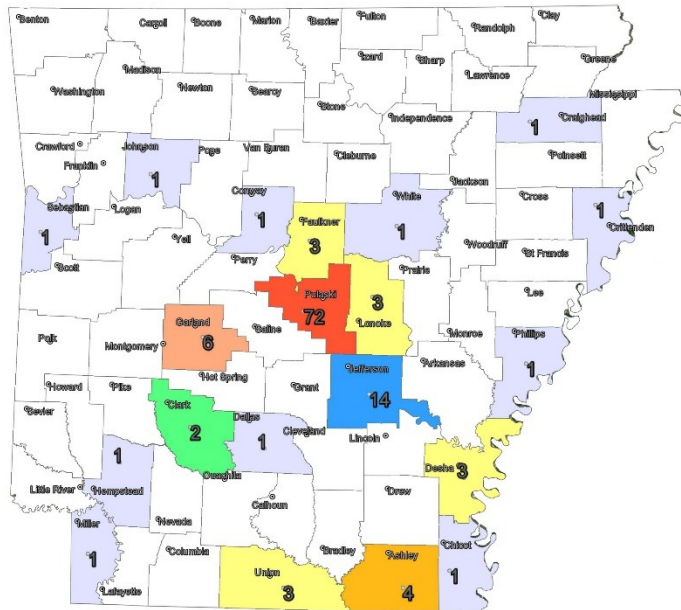 Benton
Carroll
Boone
Marion
Baxter
Fulton
Randolph
Clay
Izard
Sharp
Greene
Madison
Lawrence
Washington
Newton
Searcy
Stone
Independence
Mississippi
1
Craighead
Crawford
Johnson
Pope
Van Buren
Cleburne
Poinsett
Franklin
1
Jackson
Conway
White
Cross
Sebastian
Logan
1
Faulkner
1
1
Crittenden
1
Yell
3
Woodruff
St Francis
Scott
Perry
Prairie
Lee
Pulaski
72
3
Garland
Lonoke
Polk
6
Saline
Monroe
Phillips
Montgomery
1
Arkansas
Hot Spring
Jefferson
Howard
Pike
Grant
14
Sevier
Clark
2
Dallas
1
Cleveland
Lincoln
1
Desha
3
Ouachita
Little River
Hempstead
Calhoun
Drew
Miller
Nevada
1
Columbia
Bradley
Ashley
Chicot
Union
1
Lafayette
3
4